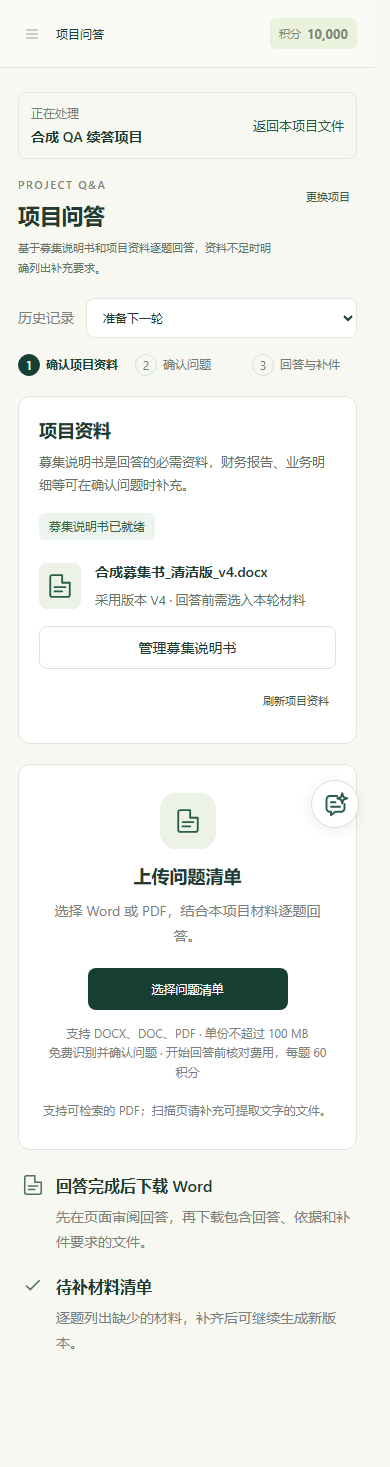 项目问答
积分 10,000
正在处理
合成 QA 续答项目
返回本项目文件
PROJECT Q&A
项目问答
更换项目
基于募集说明书和项目资料逐题回答，资料不足时明
确列出补充要求。
历史记录
准备下一轮
1 确认项目资料
2 确认问题
3 回答与补件
项目资料
募集说明书是回答的必需资料，财务报告、业务明
细等可在确认问题时补充。
募集说明书已就绪
合成募集书_清洁版_v4.docx
采用版本 V4 · 回答前需选入本轮材料
管理募集说明书
刷新项目资料
上传问题清单
选择 Word 或 PDF，结合本项目材料逐题回
答。
选择问题清单
支持 DOCX、DOC、PDF · 单份不超过 100 MB
免费识别并确认问题 · 开始回答前核对费用，每题 60
积分
支持可检索的 PDF；扫描页请补充可提取文字的文件。
回答完成后下载 Word
先在页面审阅回答，再下载包含回答、依据和补
件要求的文件。
待补材料清单
逐题列出缺少的材料，补齐后可继续生成新版
本。